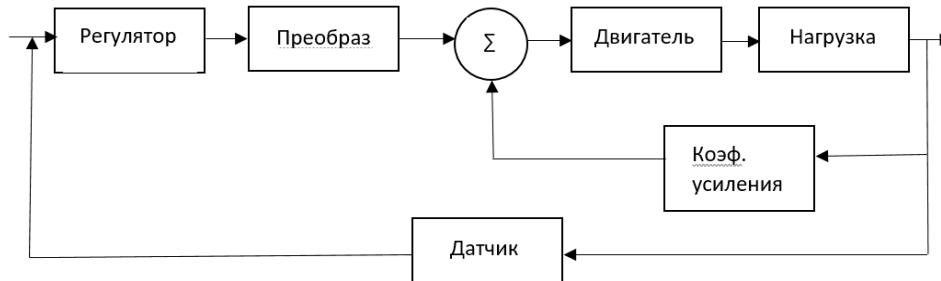 Регулятор
Преобраз
Σ
Двигатель
Нагрузка
Коэф.
усиления
Датчик